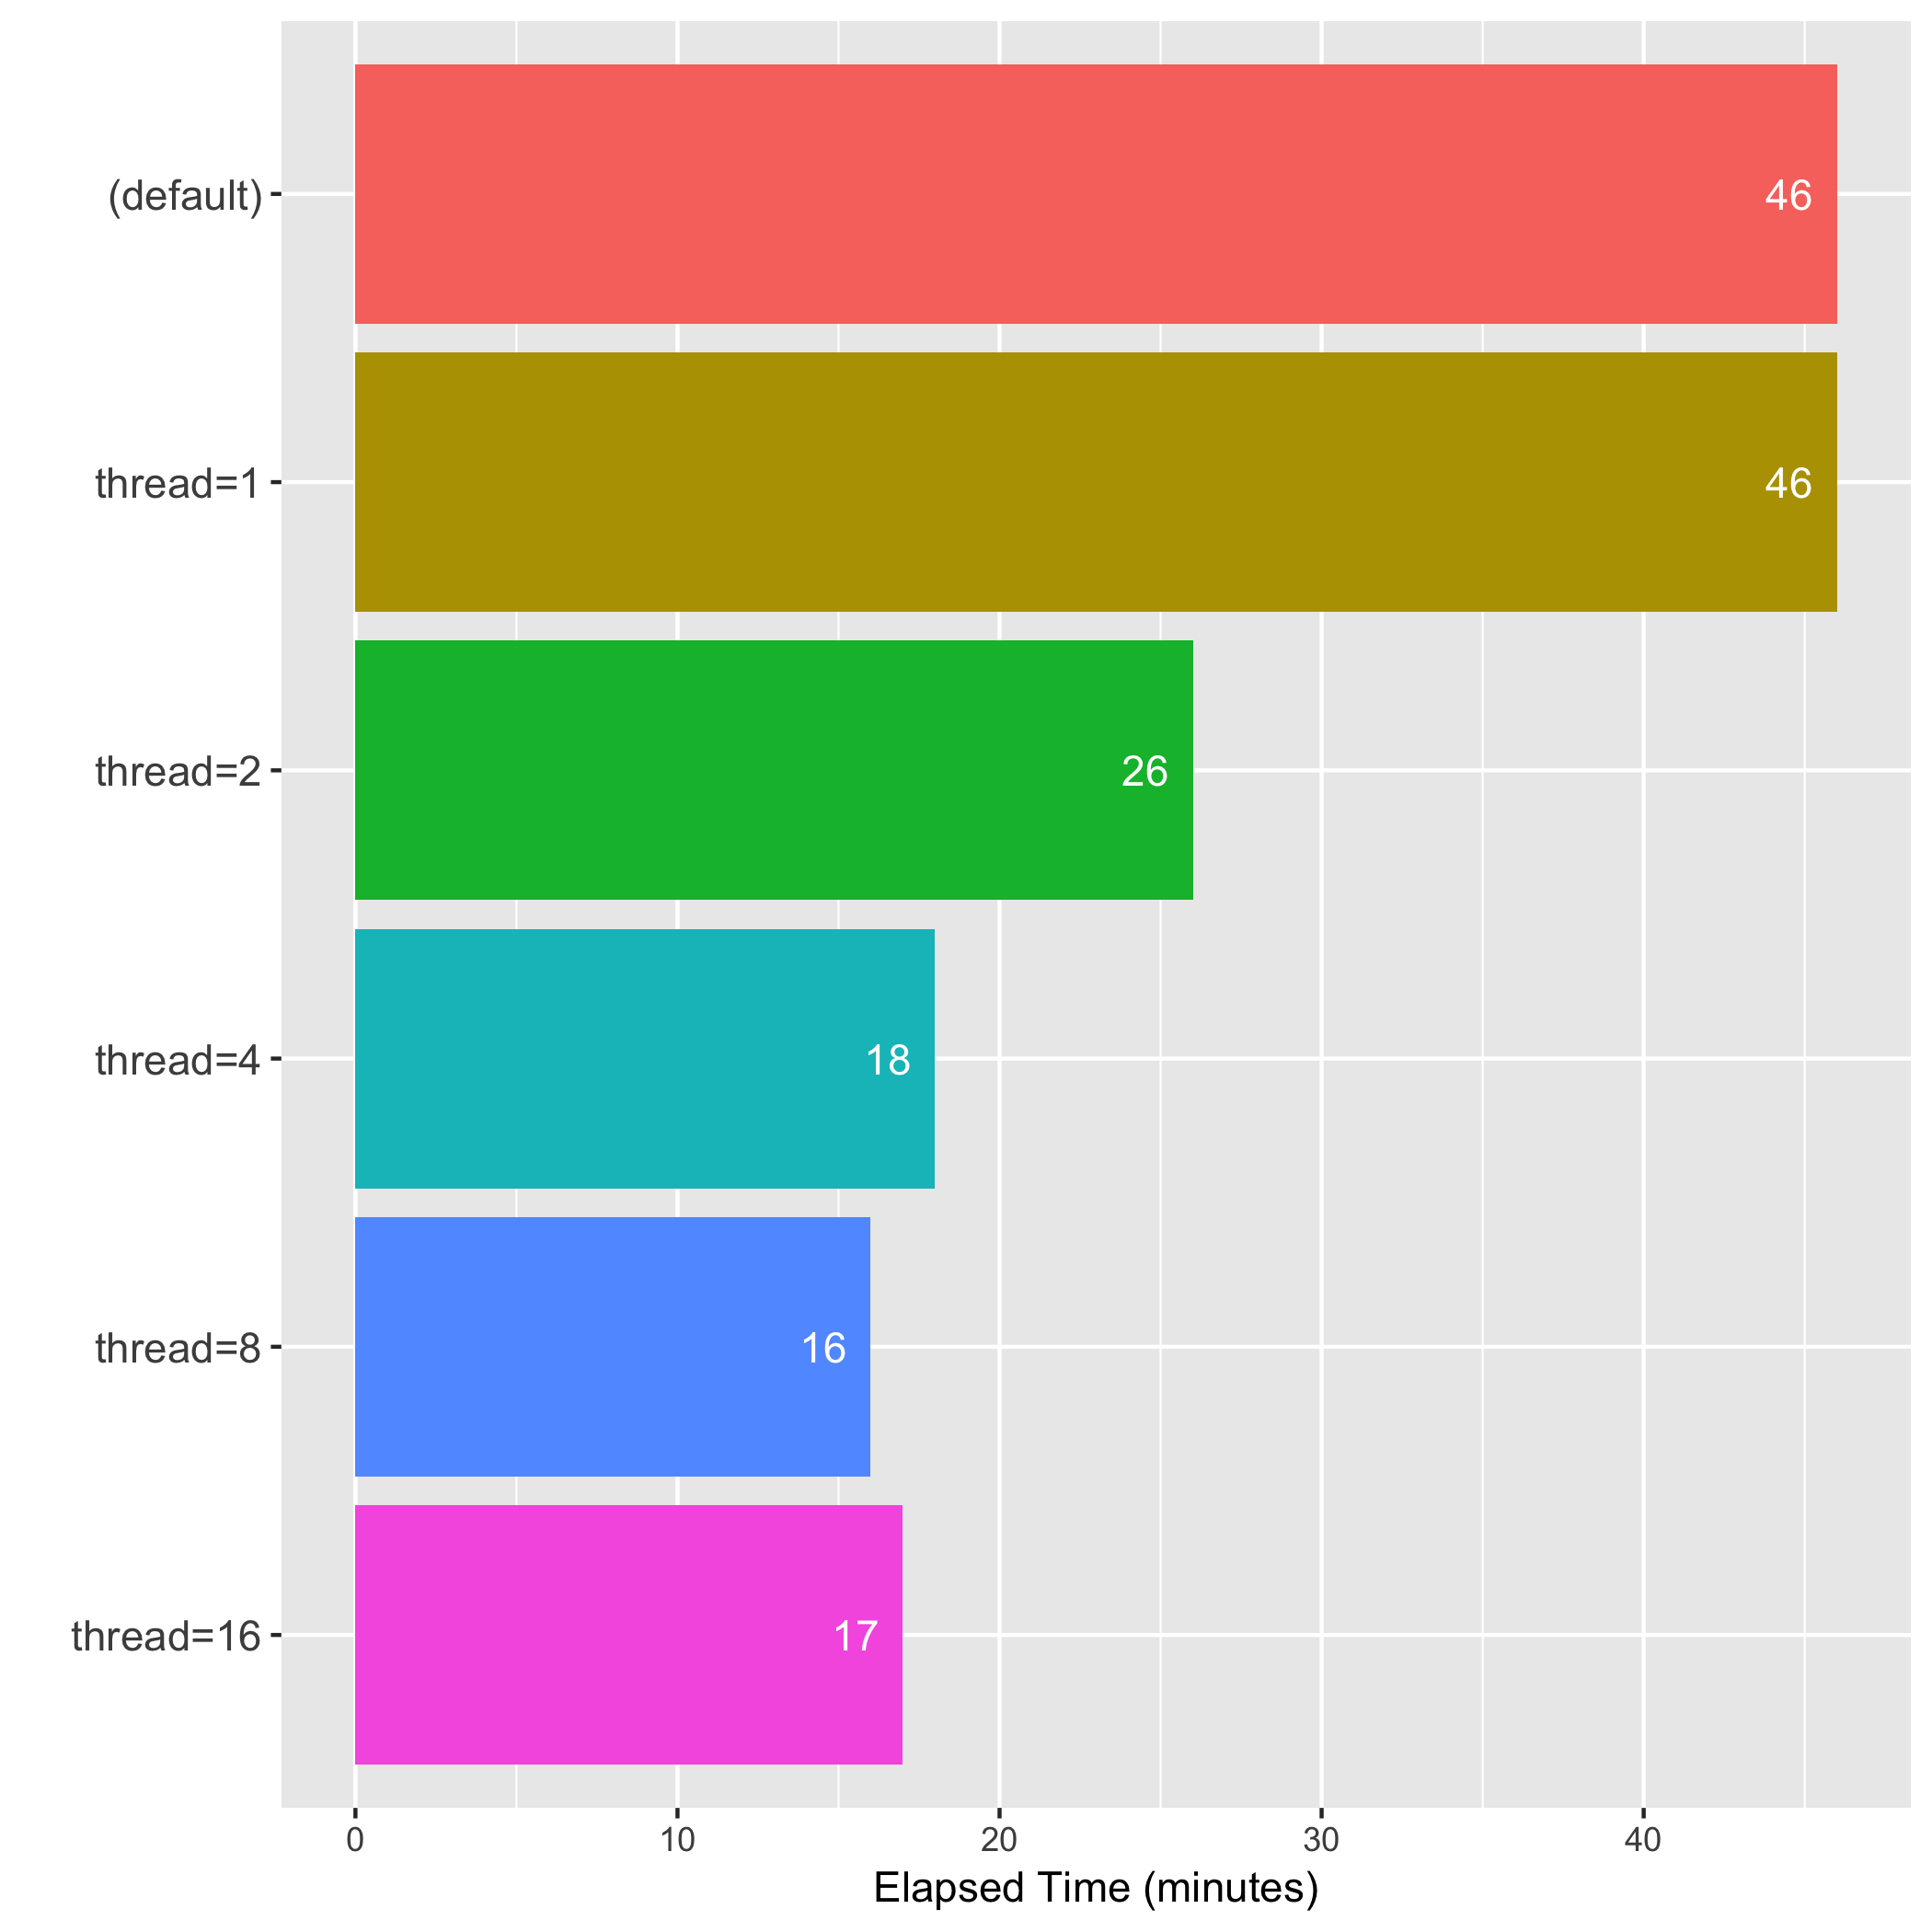 (default) 46
thread=1 46
thread=2 26
thread=4 18
thread=8 16
thread=16 17
0 10 20 30 40
Elapsed Time (minutes)